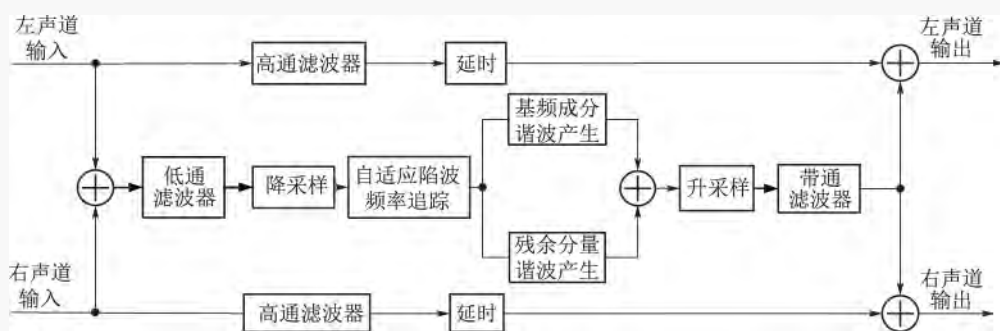 左声道
输入
高通滤波器
延时
左声道
输出
基频成分
谐波产生
低通
滤波器
降采样
自适应陷波
频率追踪
升采样
带通
滤波器
残余分量
谐波产生
右声道
输入
高通滤波器
延时
右声道
输出